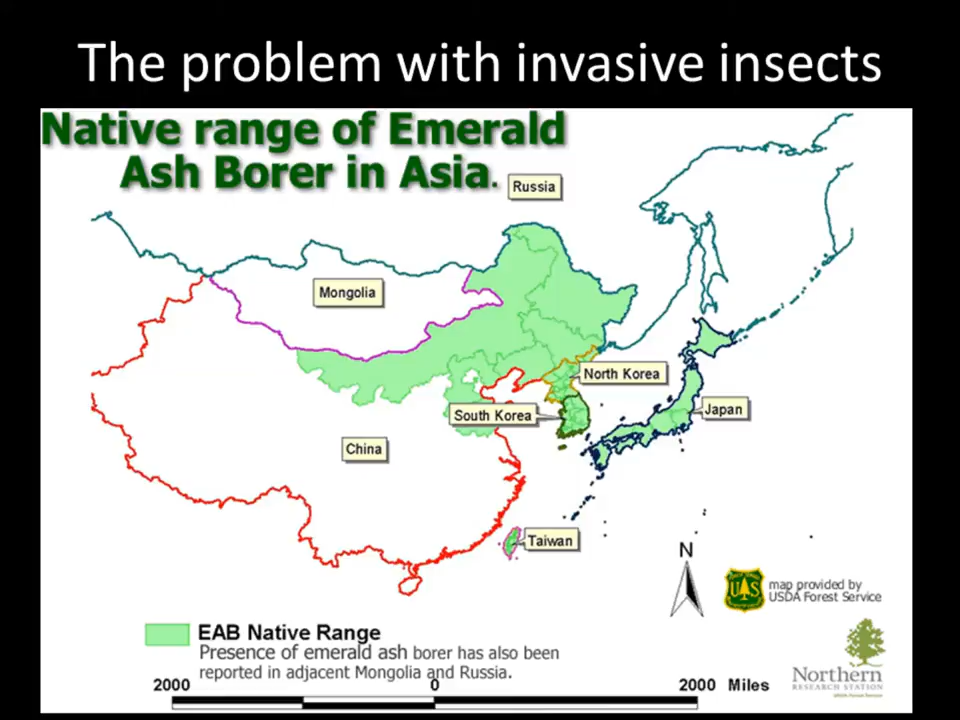 The problem with invasive insects
Native range of Emerald
Ash Borer in Asia.
Russia
Mongolia
North Korea
South Korea
Japan
China
Taiwan
N
UAS
map provided by
USDA Forest Service
EAB Native Range
Presence of emerald ash borer has also been
reported in adjacent Mongolia and Russia.
2000 0 2000 Miles
Northern
RESEARCH STATION